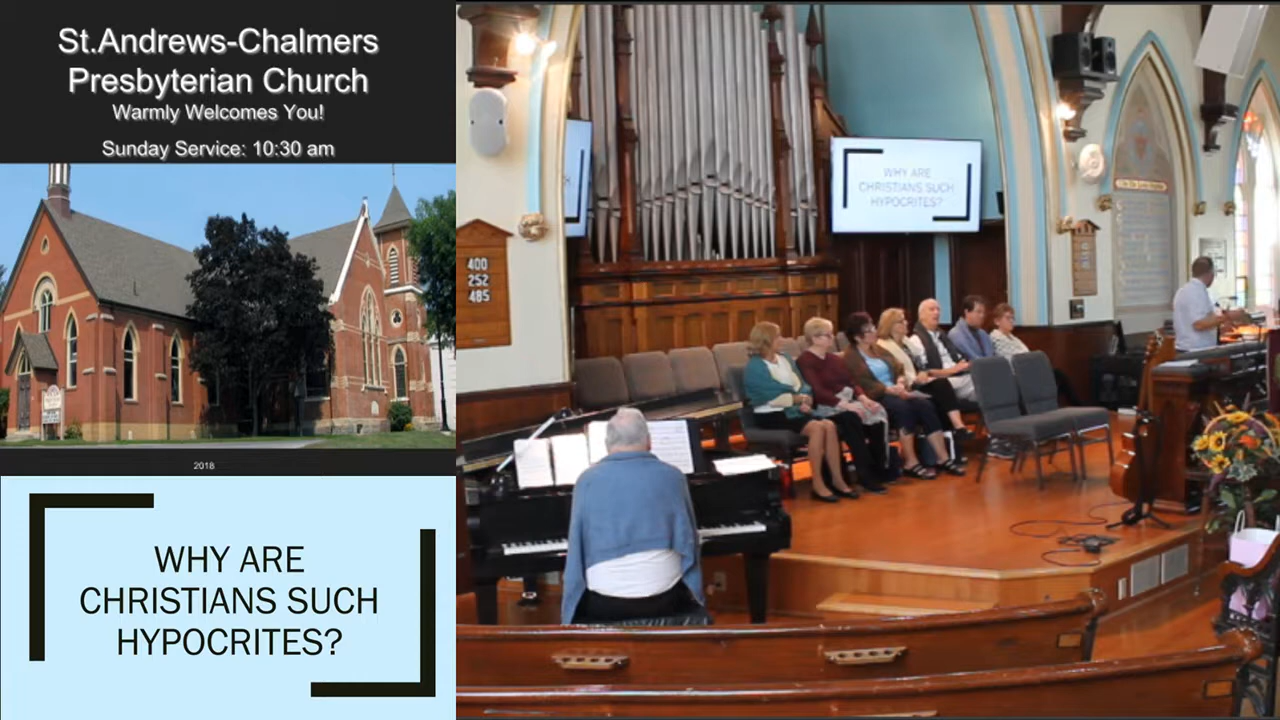 St.Andrews-Chalmers
Presbyterian Church
Warmly Welcomes You!
Sunday Service: 10:30 am
2018
WHY ARE
CHRISTIANS SUCH
HYPOCRITES?
400
252
485
WHY ARE
CHRISTIANS SUCH
HYPOCRITES?